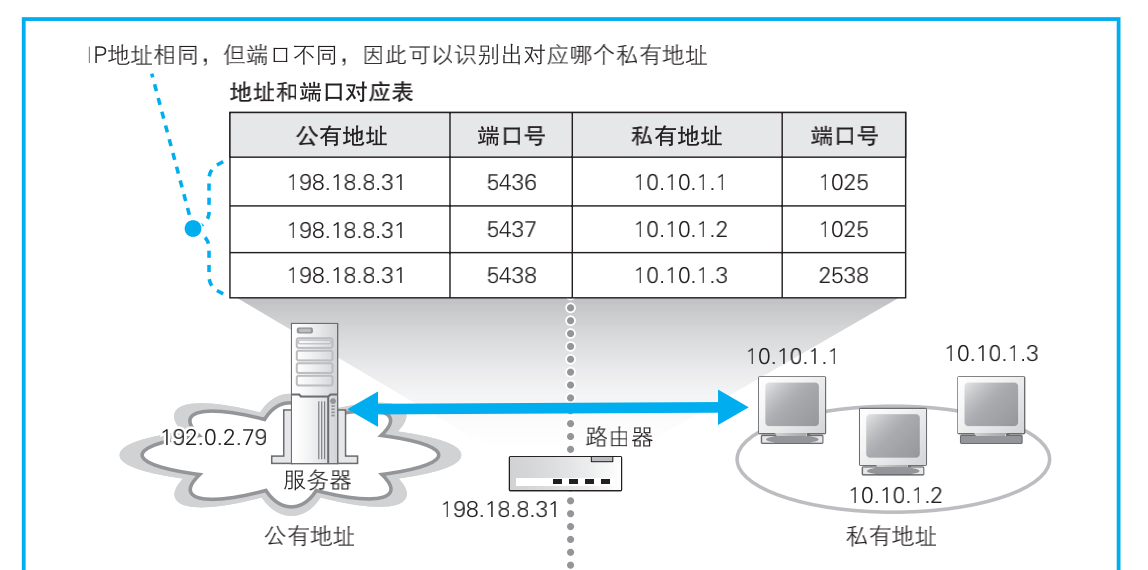 IP地址相同，但端口不同，因此可以识别出对应哪个私有地址
地址和端口对应表
公有地址 端口号 私有地址 端口号
198.18.8.31 5436 10.10.1.1 1025
198.18.8.31 5437 10.10.1.2 1025
198.18.8.31 5438 10.10.1.3 2538
10.10.1.1
10.10.1.3
192.0.2.79
路由器
服务器
10.10.1.2
198.18.8.31
公有地址
私有地址